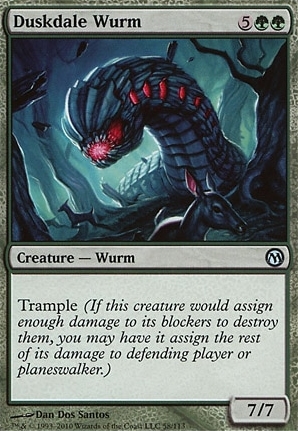 Duskdale Wurm 5
Creature — Wurm
Trample (If this creature would assign
enough damage to its blockers to destroy
them, you may have it assign the rest
of its damage to defending player or
planeswalker.)
Dan Dos Santos
™ & © 1993–2010 Wizards of the Coast LLC 58/113
7/7